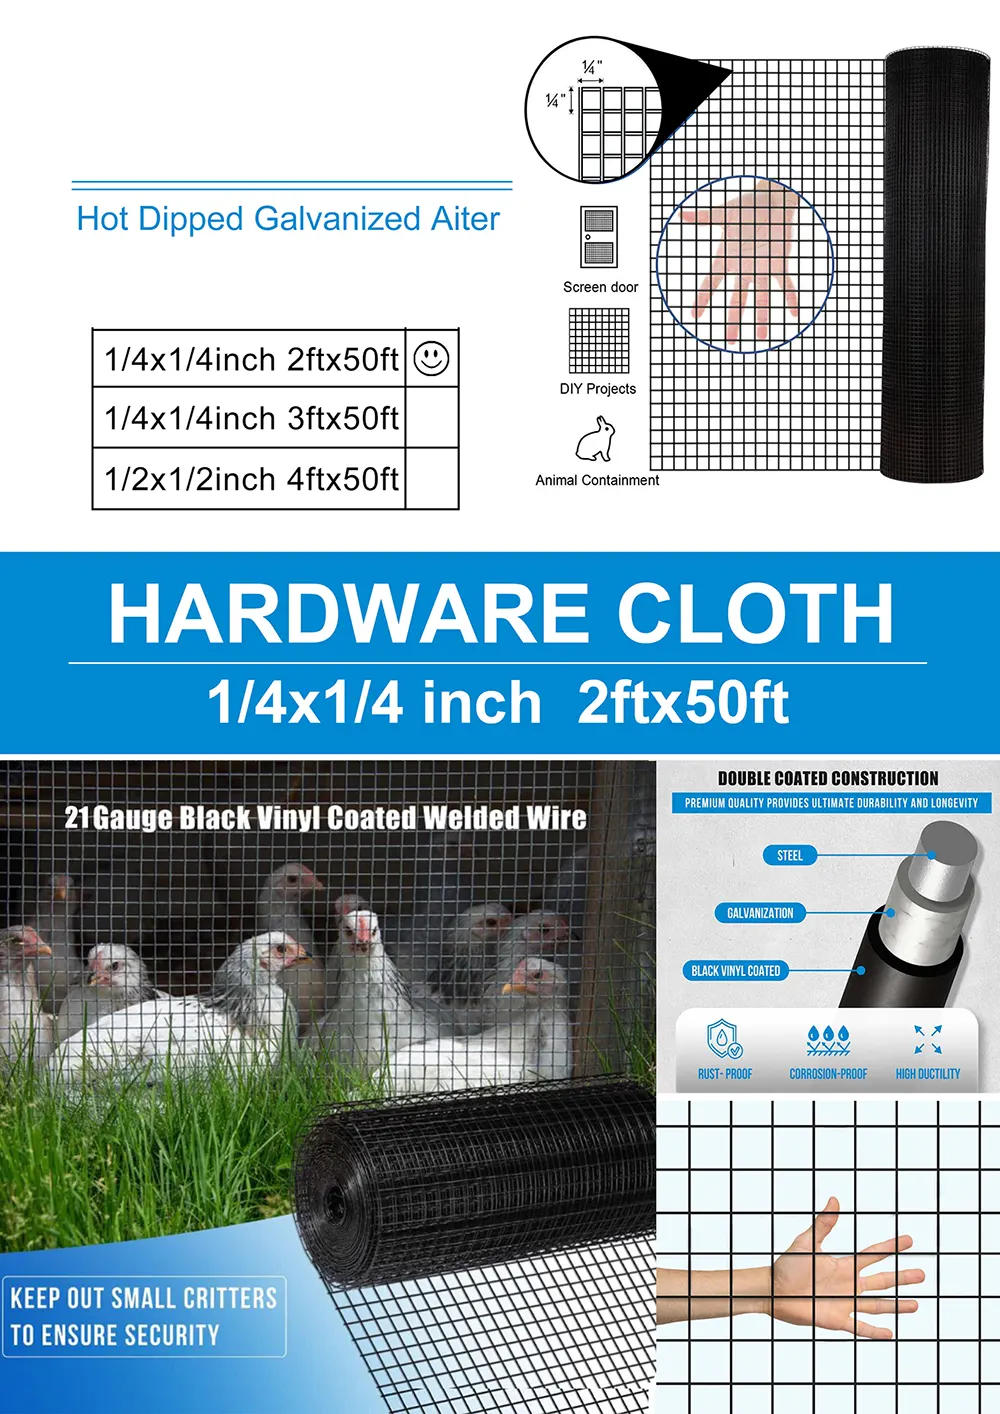 1/4"
1/4"
Hot Dipped Galvanized Aiter
Screen door
DIY Projects
Animal Containment
1/4x1/4inch 2ftx50ft
1/4x1/4inch 3ftx50ft
1/2x1/2inch 4ftx50ft
HARDWARE CLOTH
1/4x1/4 inch 2ftx50ft
21Gauge Black Vinyl Coated Welded Wire
DOUBLE COATED CONSTRUCTION
PREMIUM QUALITY PROVIDES ULTIMATE DURABILITY AND LONGEVITY
STEEL
GALVANIZATION
BLACK VINYL COATED
RUST- PROOF
CORROSION-PROOF
HIGH DUCTILITY
KEEP OUT SMALL CRITTERS
TO ENSURE SECURITY